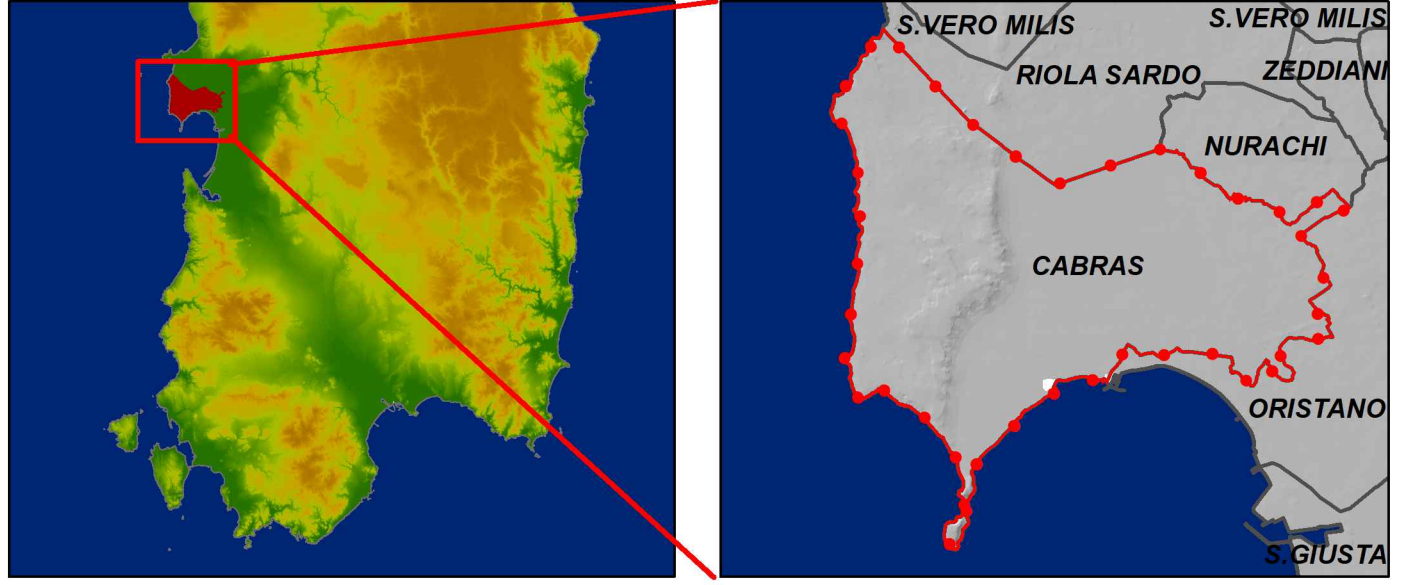 S.VERO MILIS
S.VERO MILIS
RIOLA SARDO
ZEDDIANI
NURACHI
CABRAS
ORISTANO
S.GIUSTA